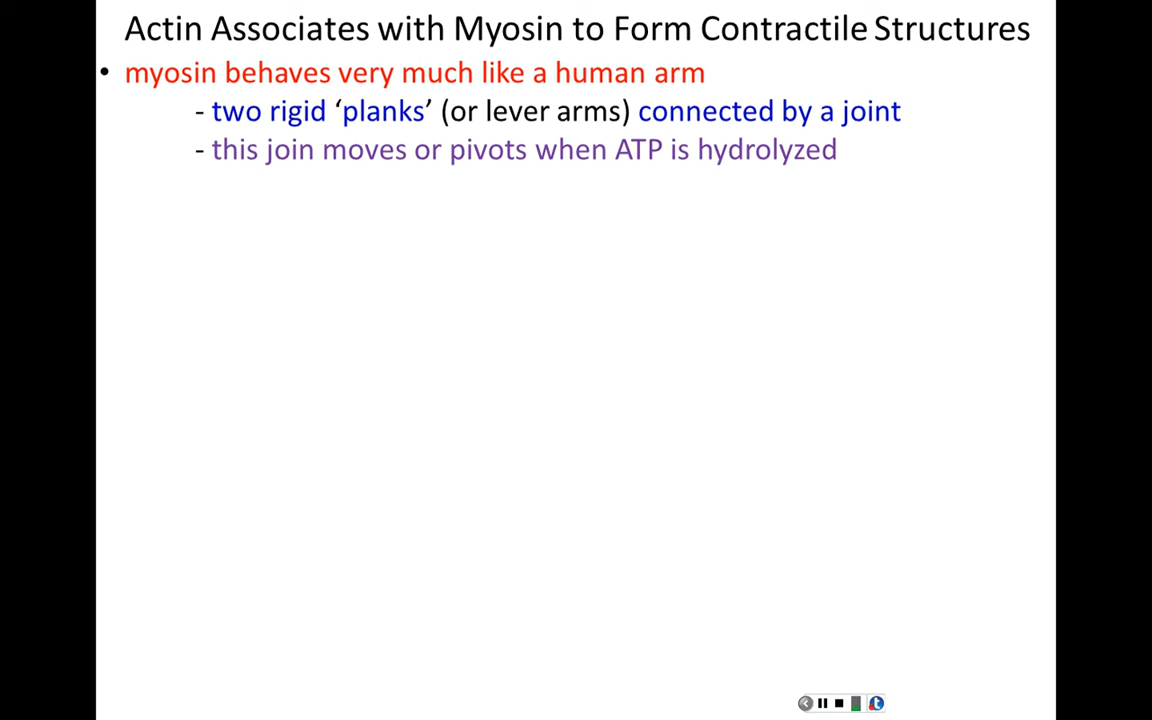 Actin Associates with Myosin to Form Contractile Structures
• myosin behaves very much like a human arm
- two rigid ‘planks’ (or lever arms) connected by a joint
- this join moves or pivots when ATP is hydrolyzed